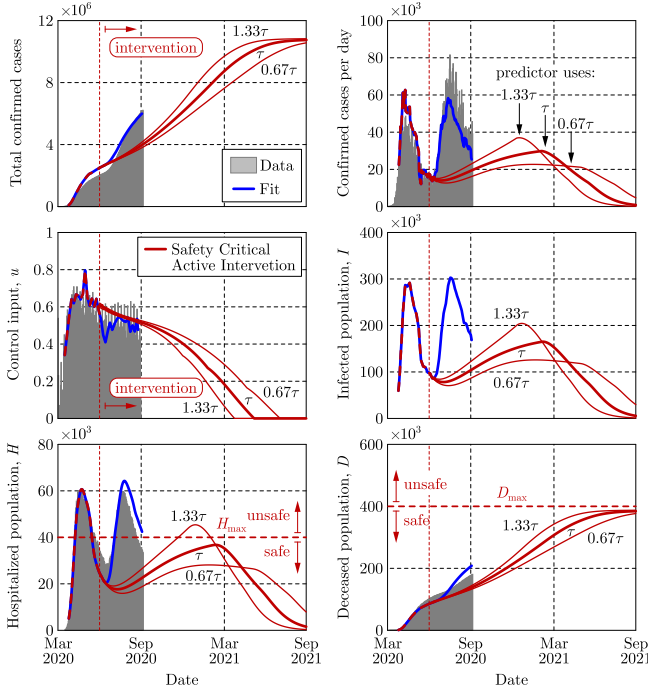 ×10⁶
12
8
4
0
Total confirmed cases
intervention
1.33τ
τ
0.67τ
Data
Fit
×10³
100
80
60
40
20
0
Confirmed cases per day
predictor uses:
1.33τ
τ
0.67τ
1
0.8
0.6
0.4
0.2
0
Control input, u
Safety Critical
Active Intervetion
intervention
1.33τ
τ
0.67τ
×10³
400
300
200
100
0
Infected population, I
1.33τ
τ
0.67τ
×10³
80
60
40
20
0
Hospitalized population, H
1.33τ
Hmax
unsafe
safe
τ
0.67τ
Mar
2020
Sep
2020
Mar
2021
Sep
2021
Date
×10³
600
400
200
0
Deceased population, D
unsafe
Dmax
safe
1.33τ
τ
0.67τ
Mar
2020
Sep
2020
Mar
2021
Sep
2021
Date